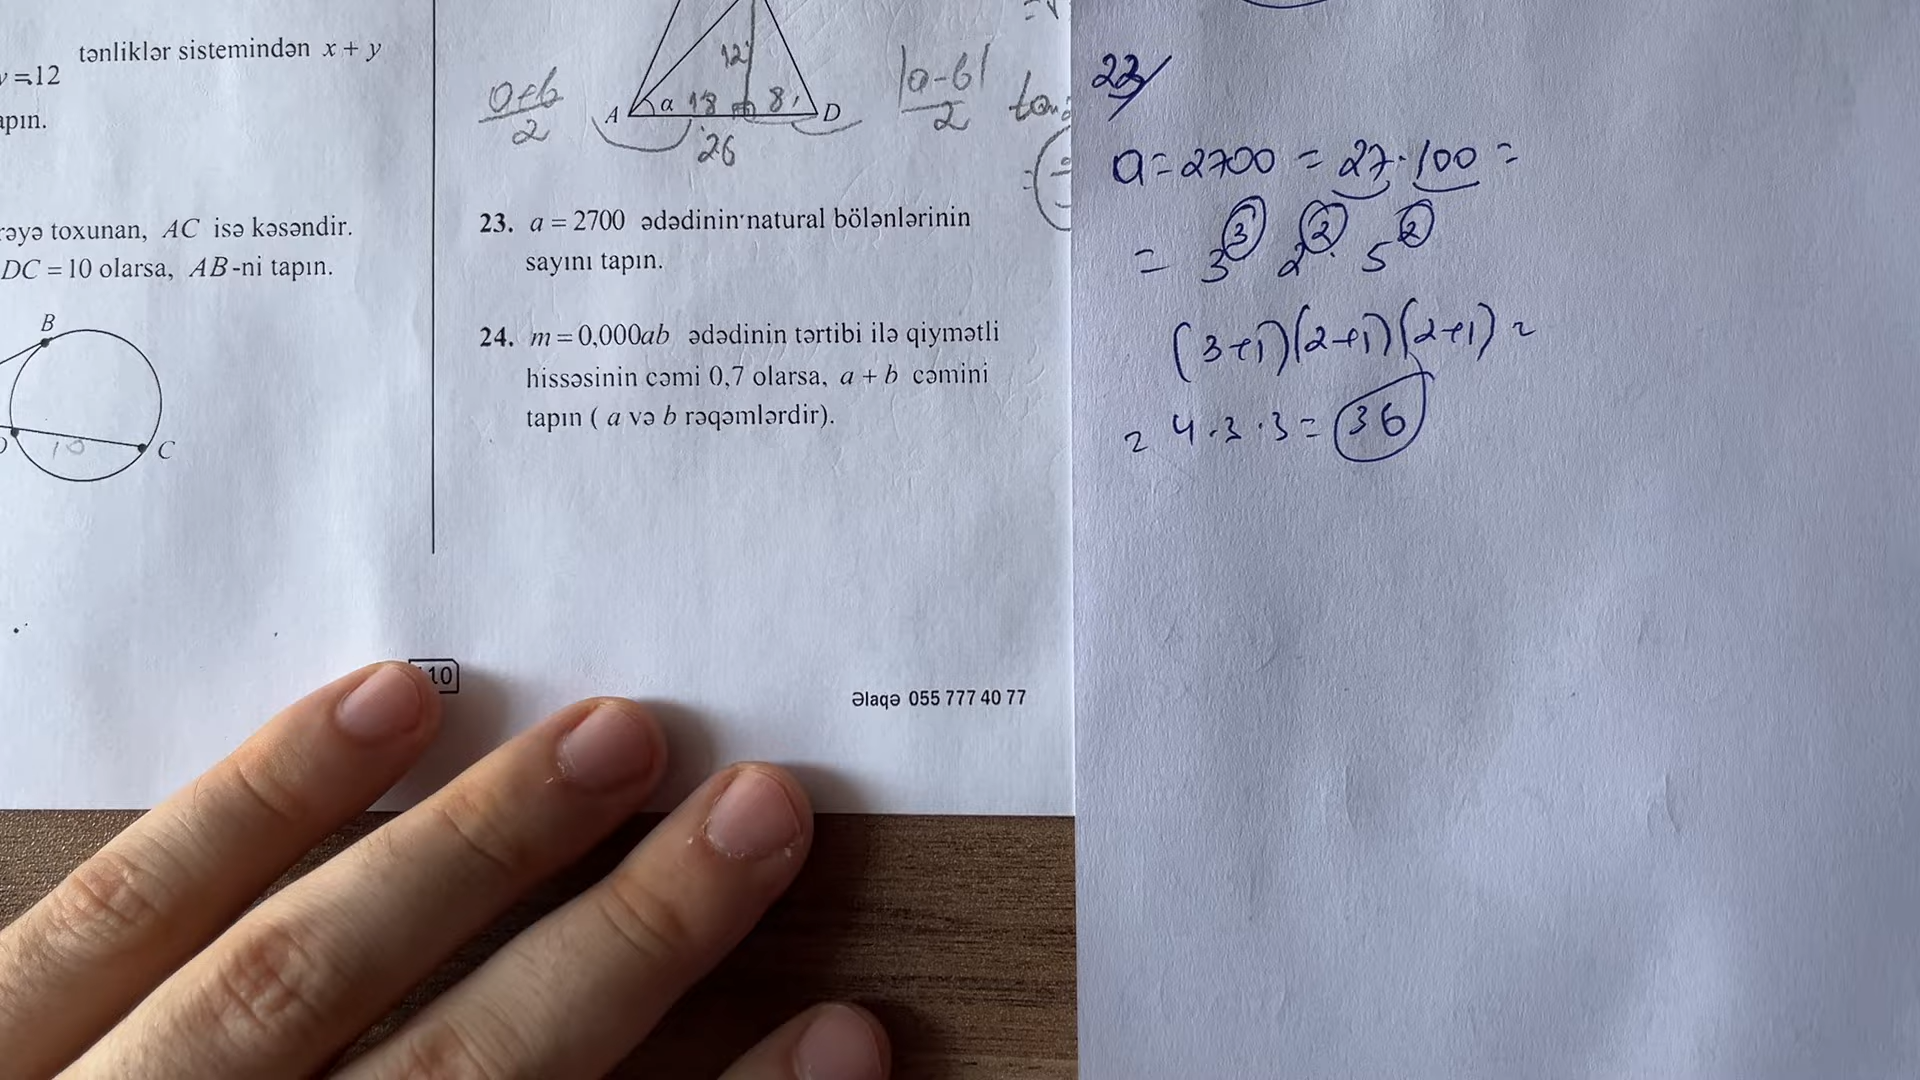 tənliklər sistemindən x + y
y = 12
apın.
rəyə toxunan, AC isə kəsəndir.
DC = 10 olarsa, AB-ni tapın.
B
10
C
12
a+b
2
A
α
18
8
D
26
|a-b|
2
tan
23. a = 2700 ədədinin natural bölənlərinin
sayını tapın.
24. m = 0,000ab ədədinin tərtibi ilə qiymətli
hissəsinin cəmi 0,7 olarsa, a + b cəmini
tapın ( a və b rəqəmlərdir).
10
Əlaqə 055 777 40 77
23/
a = 2700 = 27 · 100 =
= 3³ 2² · 5²
(3+1)(2+1)(2+1) =
= 4 · 3 · 3 = 36